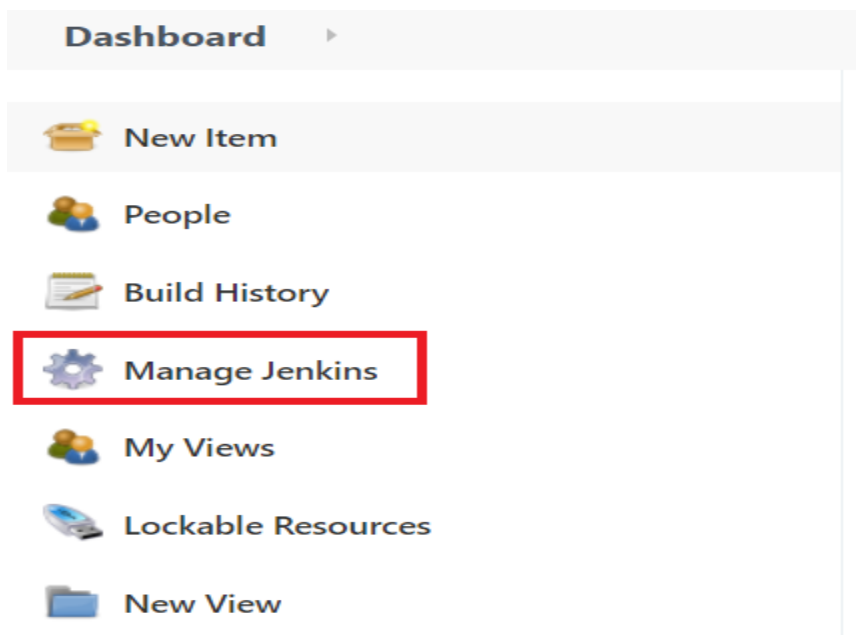 Dashboard
New Item
People
Build History
Manage Jenkins
My Views
Lockable Resources
New View